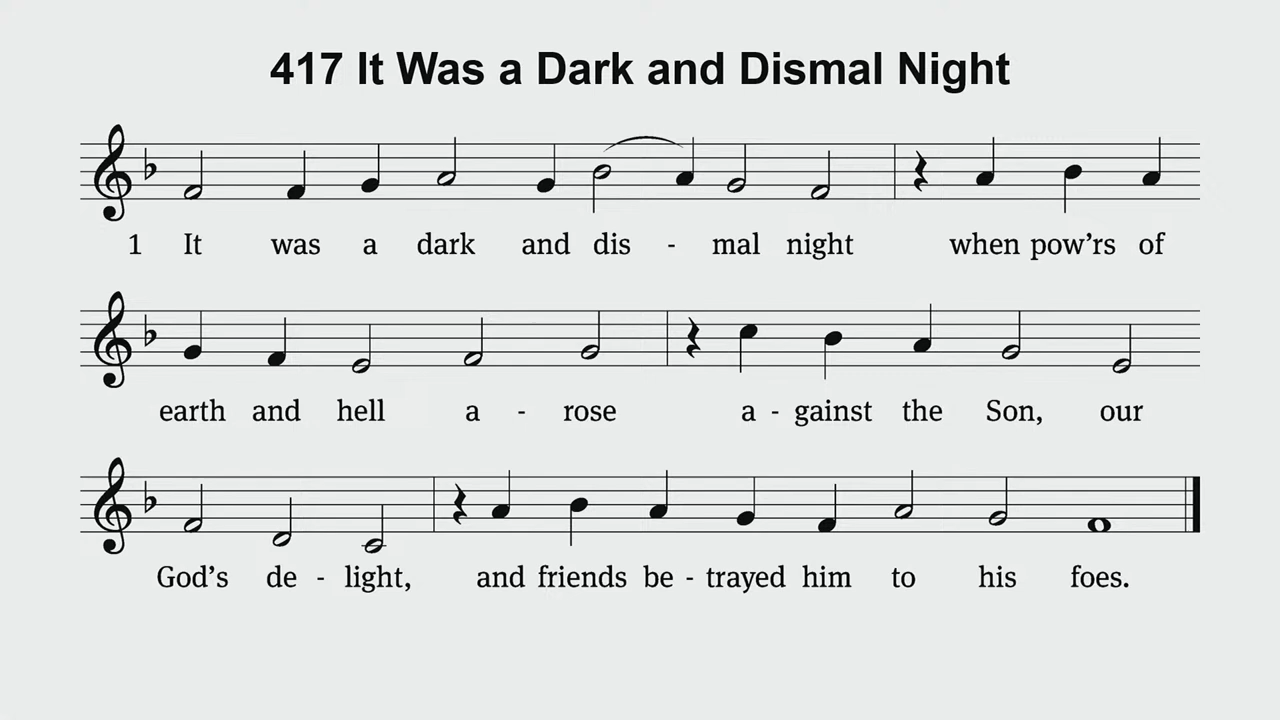 417 It Was a Dark and Dismal Night
1 It was a dark and dis - mal night when pow’rs of
earth and hell a - rose a - gainst the Son, our
God’s de - light, and friends be - trayed him to his foes.